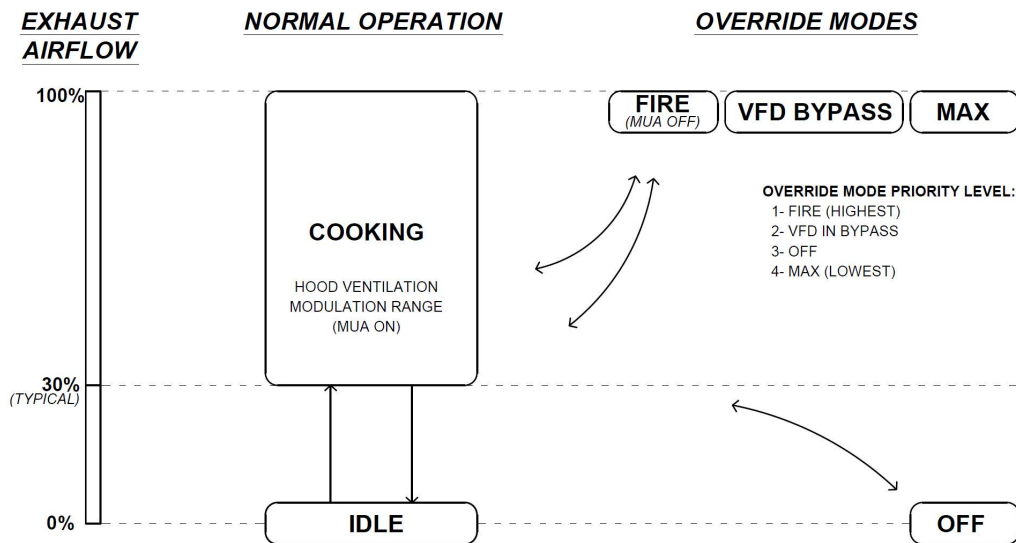 EXHAUST
AIRFLOW
NORMAL OPERATION
OVERRIDE MODES
100%
FIRE
(MUA OFF)
VFD BYPASS
MAX
OVERRIDE MODE PRIORITY LEVEL:
1- FIRE (HIGHEST)
2- VFD IN BYPASS
3- OFF
4- MAX (LOWEST)
COOKING
HOOD VENTILATION
MODULATION RANGE
(MUA ON)
30%
(TYPICAL)
0%
IDLE
OFF